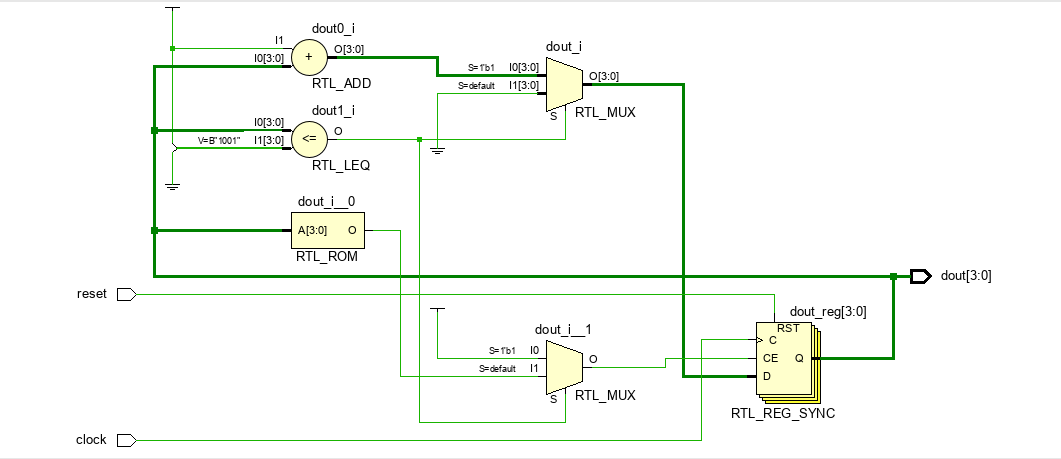 dout0_i
I1
I0[3:0]
+
O[3:0]
RTL_ADD
dout_i
S=1'b1
I0[3:0]
S=default
I1[3:0]
O[3:0]
S
RTL_MUX
dout1_i
I0[3:0]
V=B"1001"
I1[3:0]
<=
O
RTL_LEQ
dout_i__0
A[3:0]
O
RTL_ROM
dout[3:0]
reset
dout_i__1
S=1'b1
I0
S=default
I1
O
S
RTL_MUX
dout_reg[3:0]
RST
C
CE
Q
D
RTL_REG_SYNC
clock